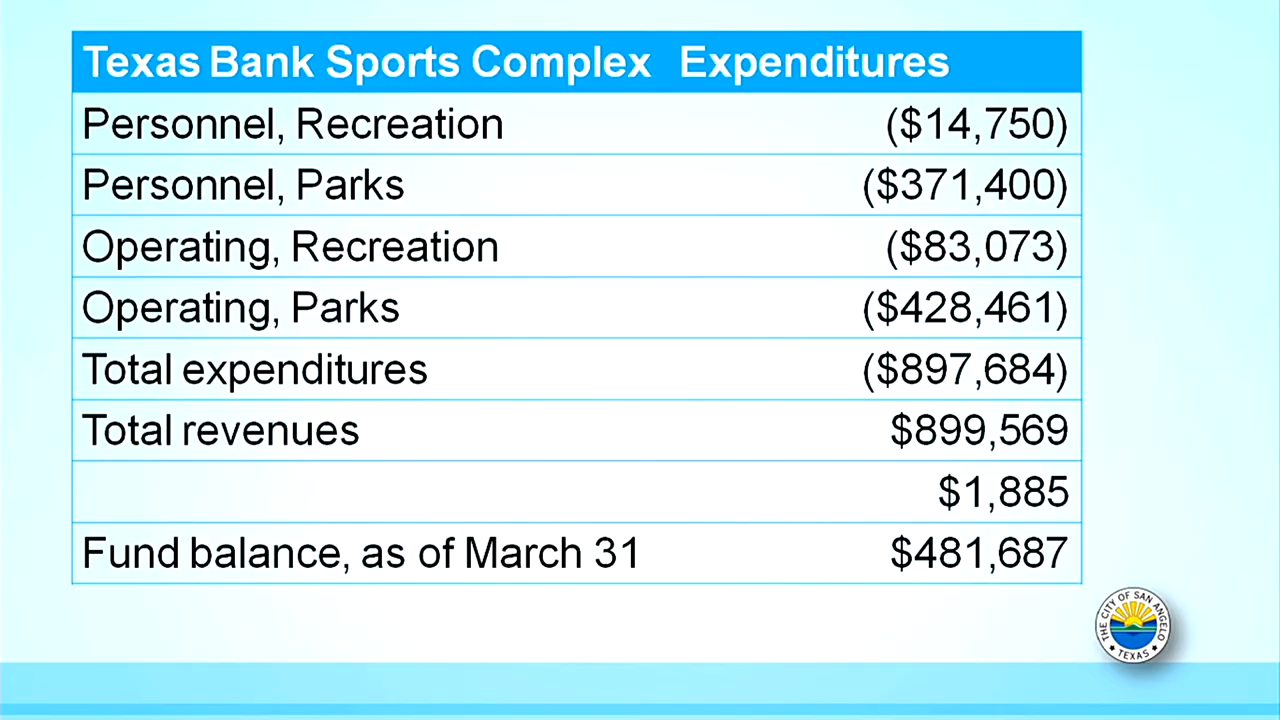 Texas Bank Sports Complex Expenditures
Personnel, Recreation ($14,750)
Personnel, Parks ($371,400)
Operating, Recreation ($83,073)
Operating, Parks ($428,461)
Total expenditures ($897,684)
Total revenues $899,569
$1,885
Fund balance, as of March 31 $481,687
THE CITY OF SAN ANGELO
TEXAS